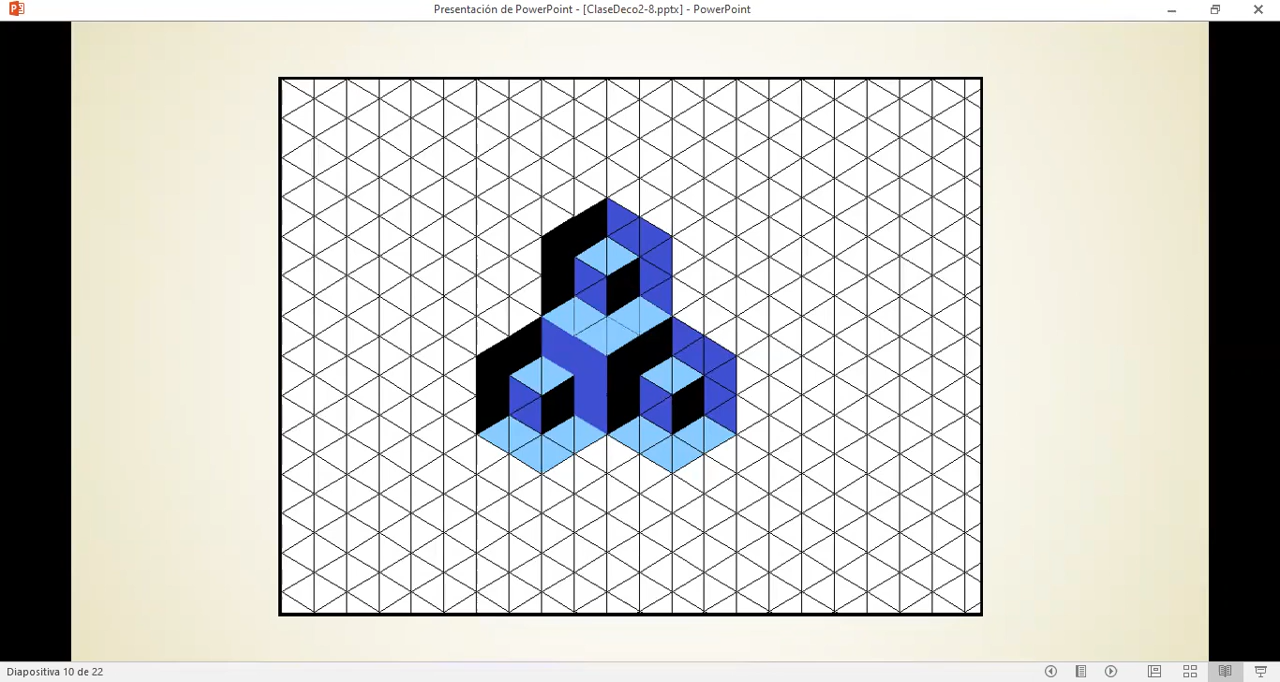 Presentación de PowerPoint - [ClaseDeco2-8.pptx] - PowerPoint
Diapositiva 10 de 22